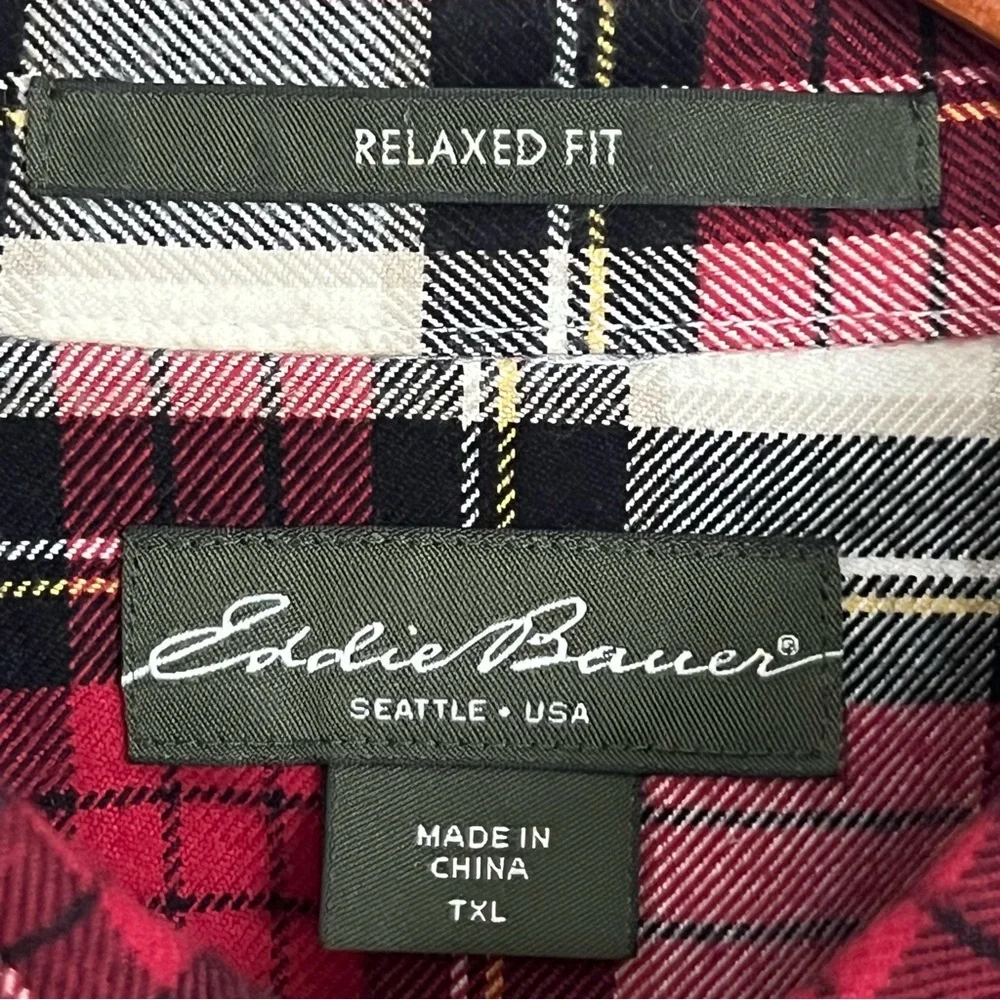 RELAXED FIT
Eddie Bauer®
SEATTLE • USA
MADE IN
CHINA
TXL